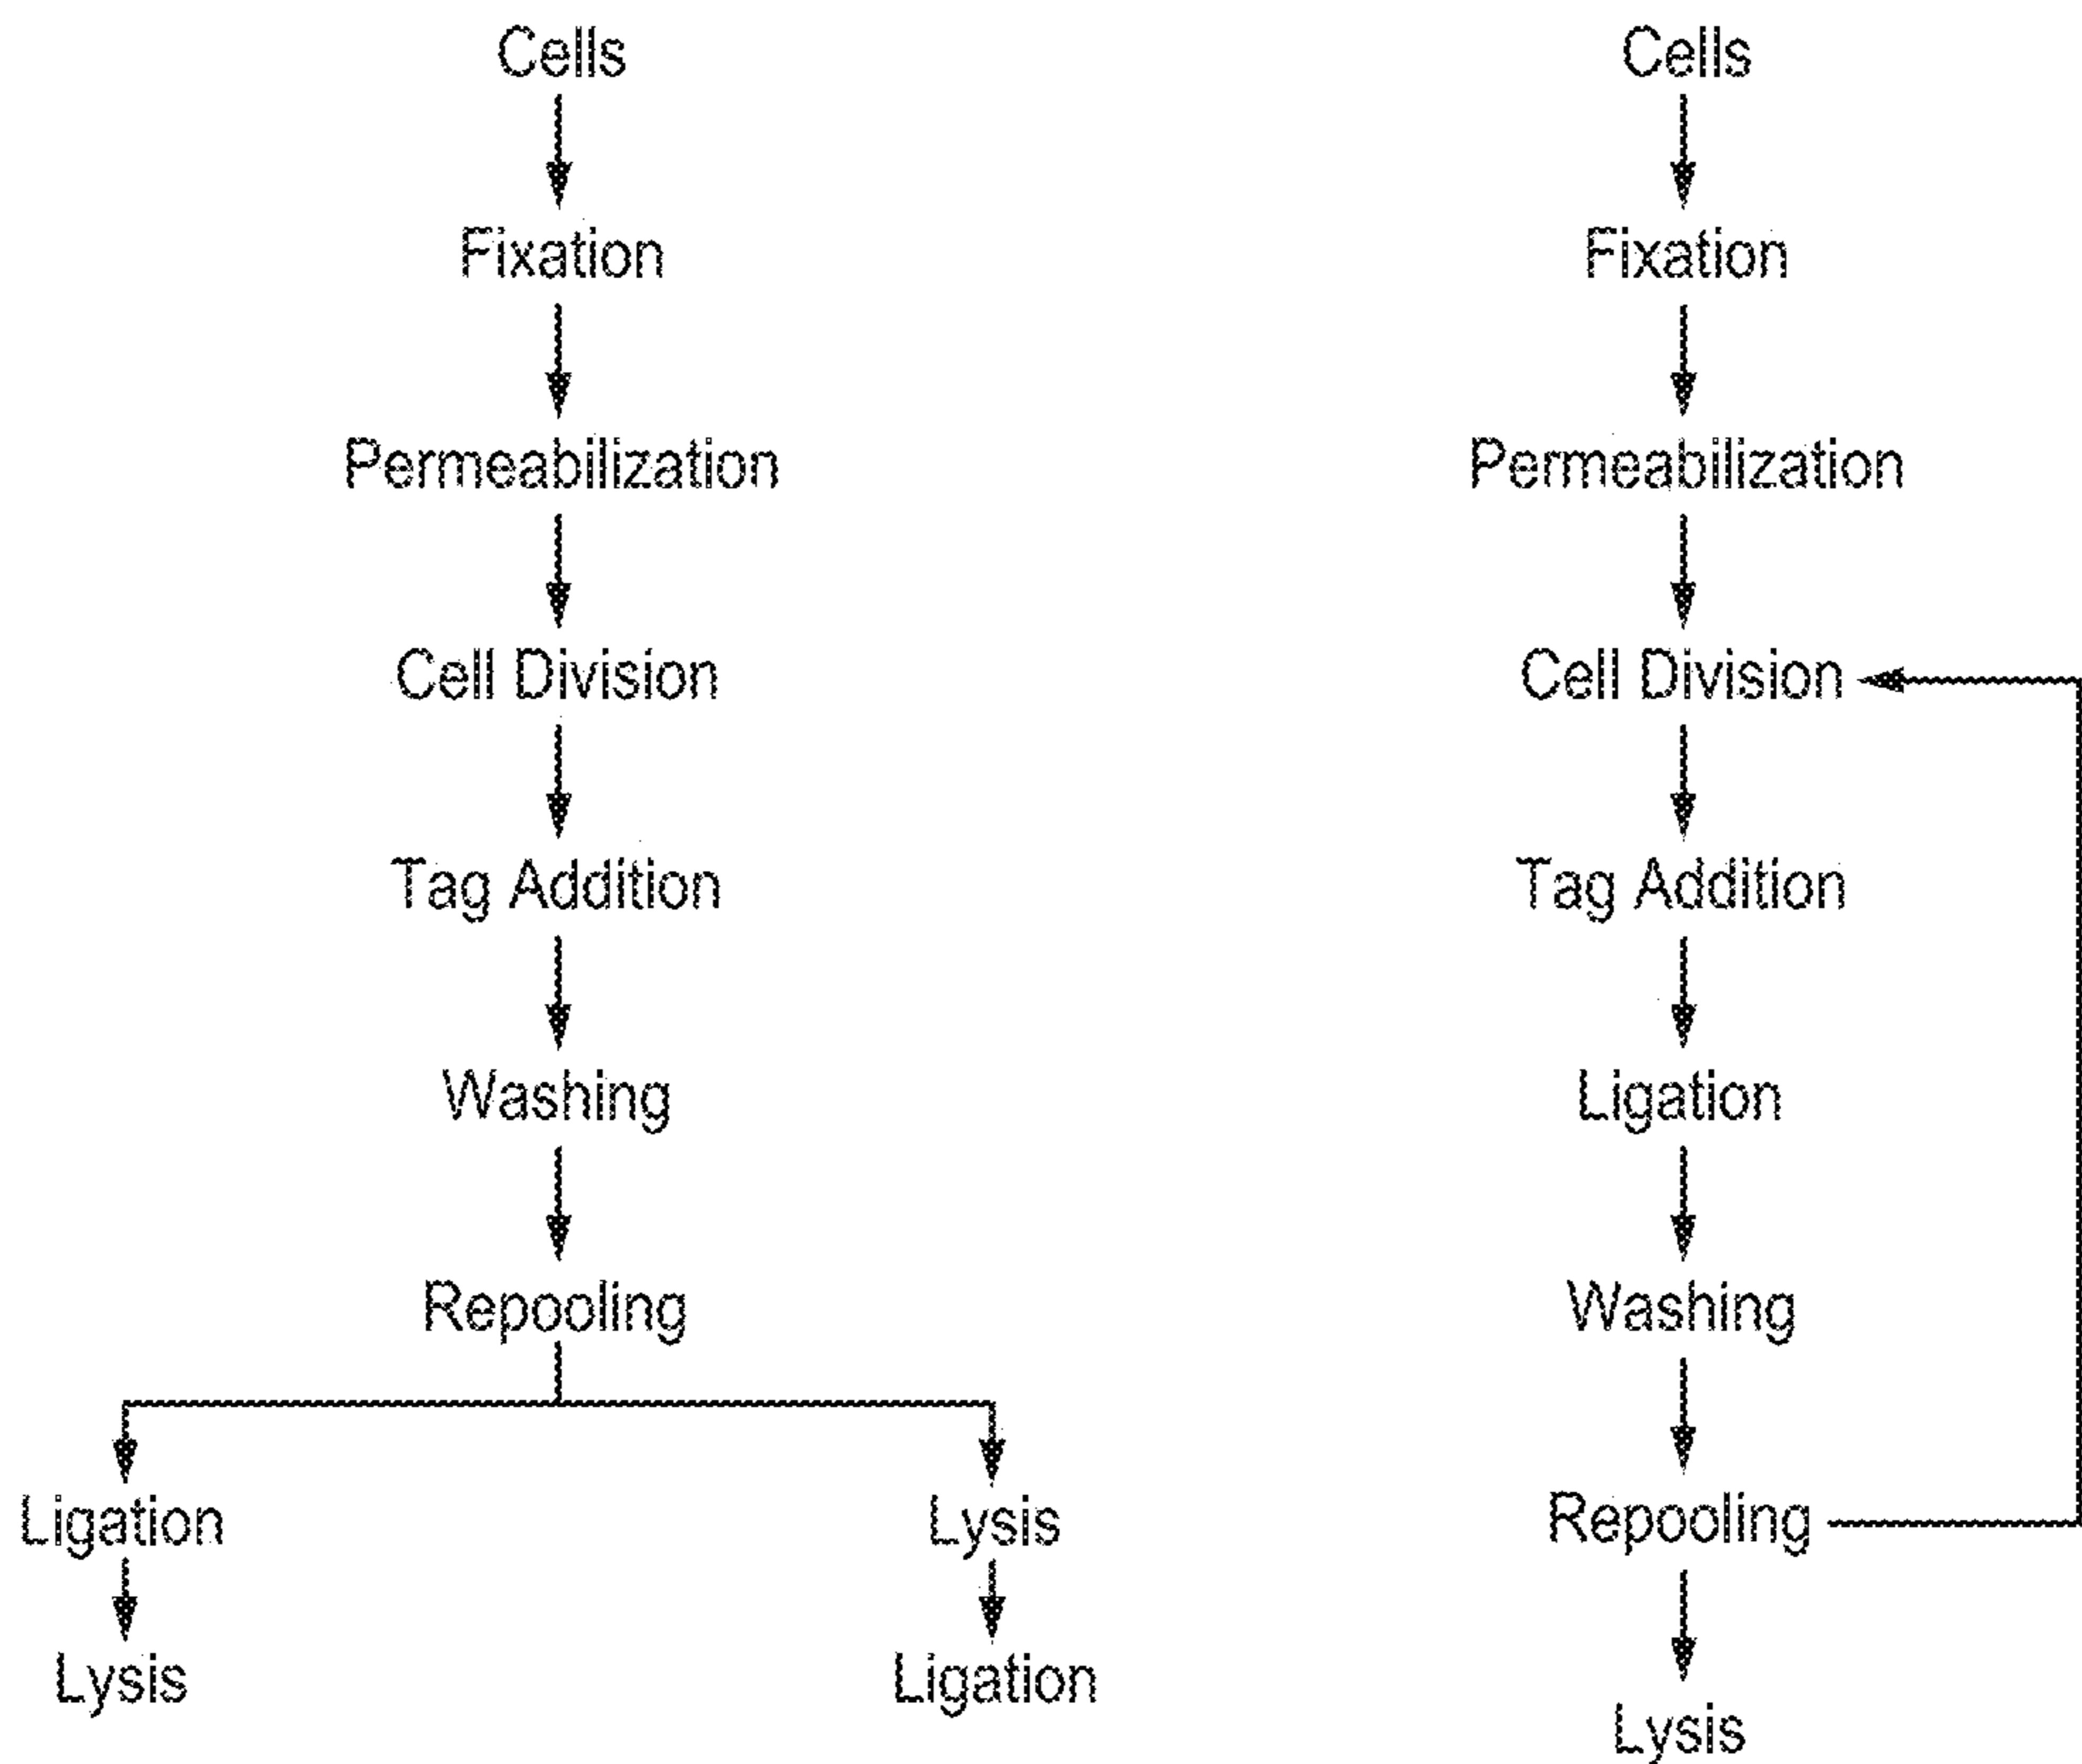 Cells
Fixation
Permeabilization
Cell Division
Tag Addition
Washing
Repooling
Ligation
Lysis
Lysis
Ligation
Cells
Fixation
Permeabilization
Cell Division
Tag Addition
Ligation
Washing
Repooling
Lysis